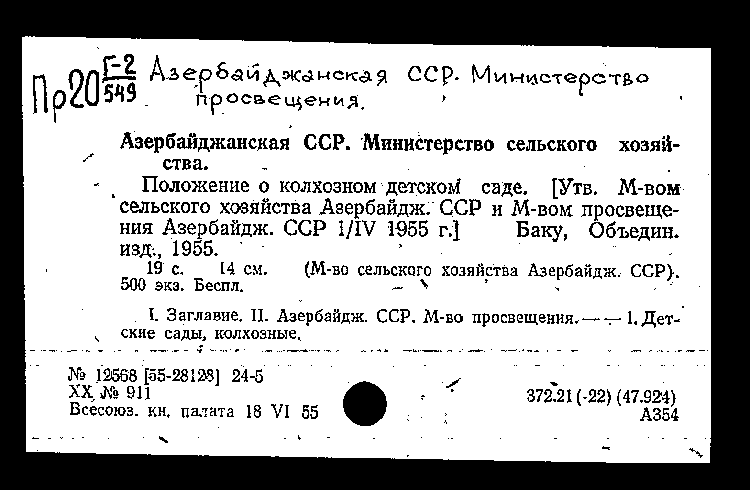 Пр20 Г-2/549 Азербайджанская ССР. Министерство
просвещения.
Азербайджанская ССР. Министерство сельского хозяй-
ства.
Положение о колхозном детском саде. [Утв. М-вом
сельского хозяйства Азербайдж. ССР и М-вом просвеще-
ния Азербайдж. ССР 1/IV 1955 г.] Баку, Объедин.
изд., 1955.
19 с. 14 см. (М-во сельского хозяйства Азербайдж. ССР).
500 экз. Беспл.
I. Заглавие. II. Азербайдж. ССР. М-во просвещения. — — 1. Дет-
ские сады, колхозные.
№ 12568 [55-28128] 24-5
XX № 911
372.21 (-22) (47.924)
Всесоюз. кн. палата 18 VI 55
А354